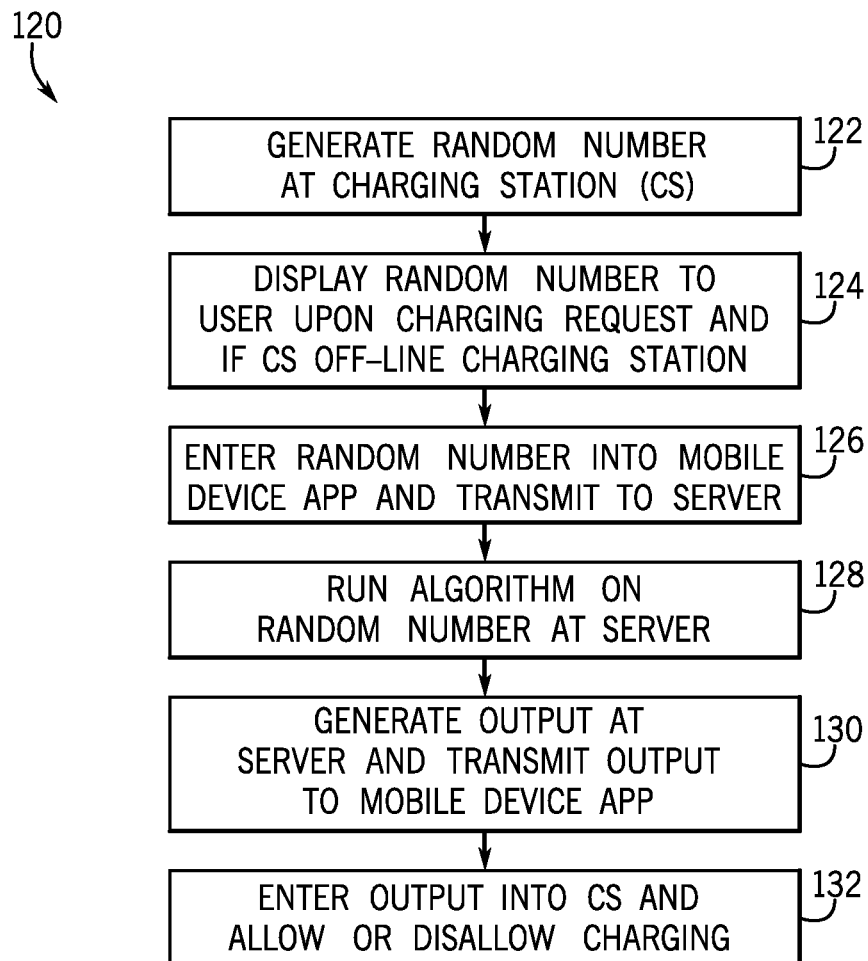 120
GENERATE RANDOM NUMBER
AT CHARGING STATION (CS)
122
DISPLAY RANDOM NUMBER TO
USER UPON CHARGING REQUEST AND
IF CS OFF–LINE CHARGING STATION
124
ENTER RANDOM NUMBER INTO MOBILE
DEVICE APP AND TRANSMIT TO SERVER
126
RUN ALGORITHM ON
RANDOM NUMBER AT SERVER
128
GENERATE OUTPUT AT
SERVER AND TRANSMIT OUTPUT
TO MOBILE DEVICE APP
130
ENTER OUTPUT INTO CS AND
ALLOW OR DISALLOW CHARGING
132